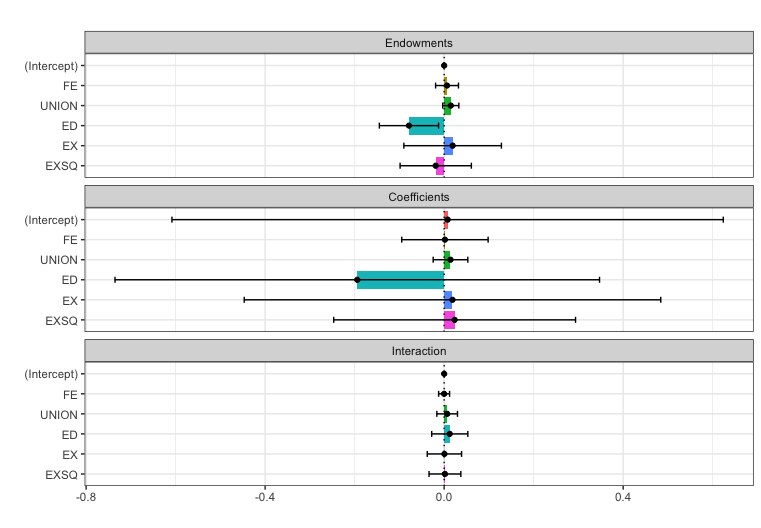 Endowments
(Intercept)
FE
UNION
ED
EX
EXSQ
Coefficients
(Intercept)
FE
UNION
ED
EX
EXSQ
Interaction
(Intercept)
FE
UNION
ED
EX
EXSQ
-0.8 -0.4 0.0 0.4